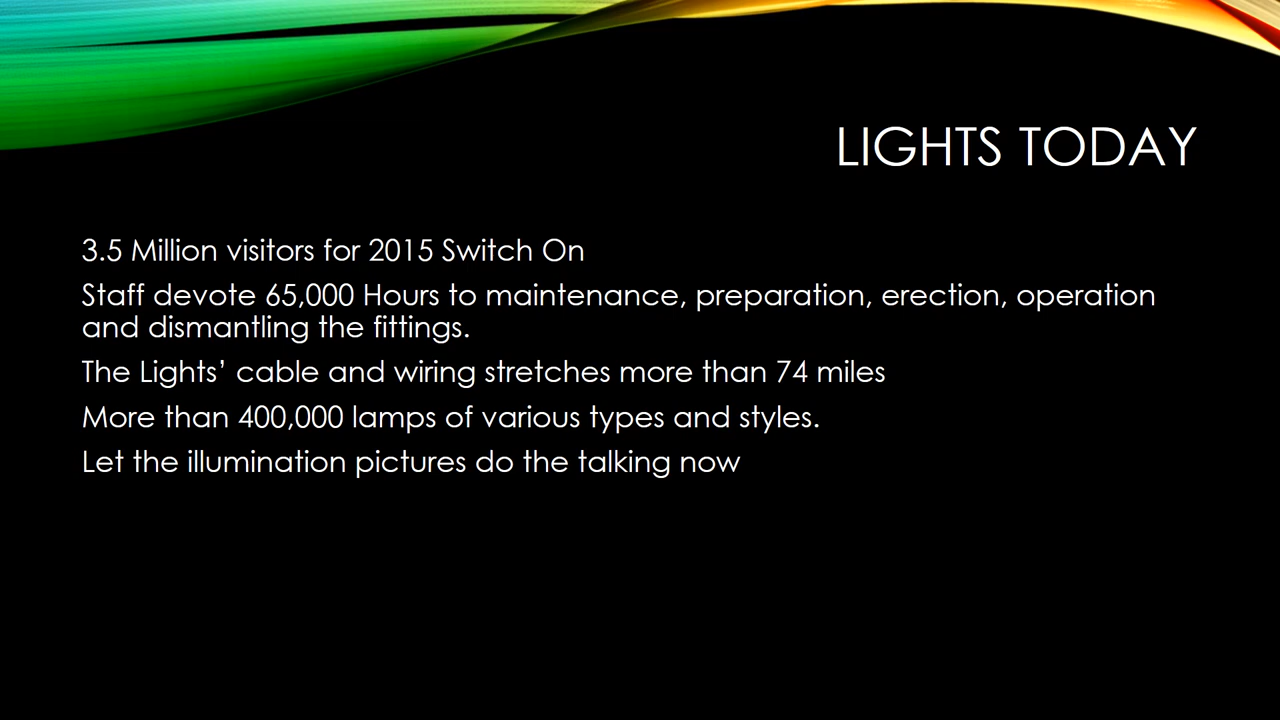 LIGHTS TODAY
3.5 Million visitors for 2015 Switch On
Staff devote 65,000 Hours to maintenance, preparation, erection, operation
and dismantling the fittings.
The Lights’ cable and wiring stretches more than 74 miles
More than 400,000 lamps of various types and styles.
Let the illumination pictures do the talking now